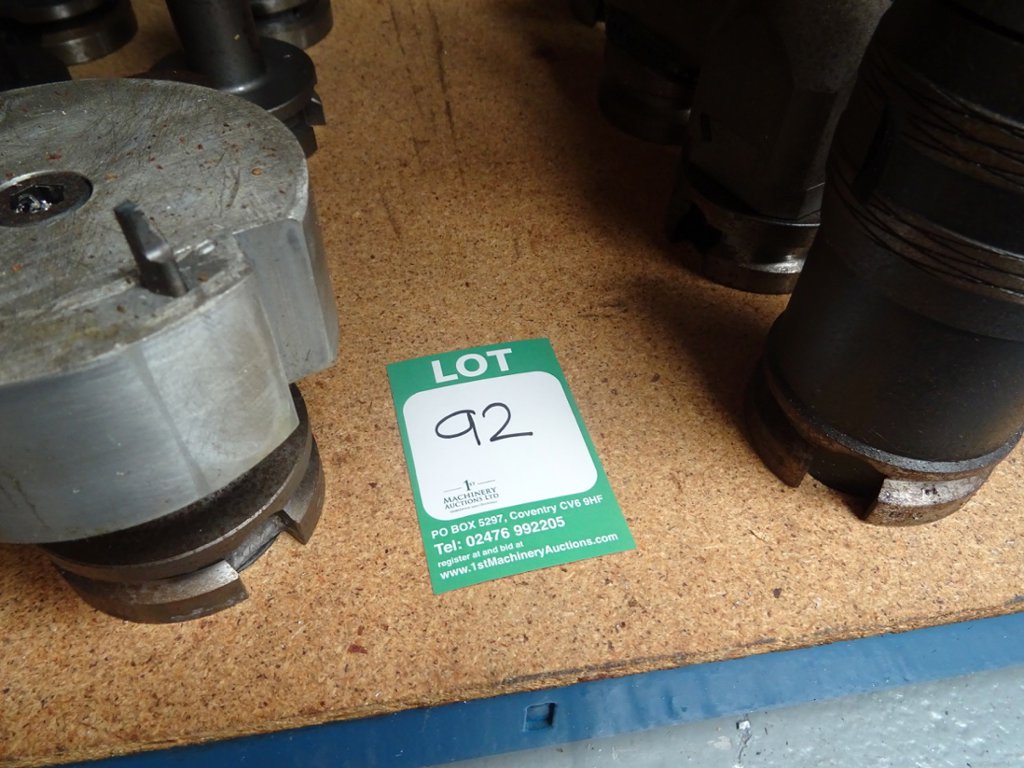 LOT
92
1ST
MACHINERY
AUCTIONS LTD
PO BOX 5297, Coventry CV6 9HF
Tel: 02476 992205
register at and bid at
www.1stMachineryAuctions.com